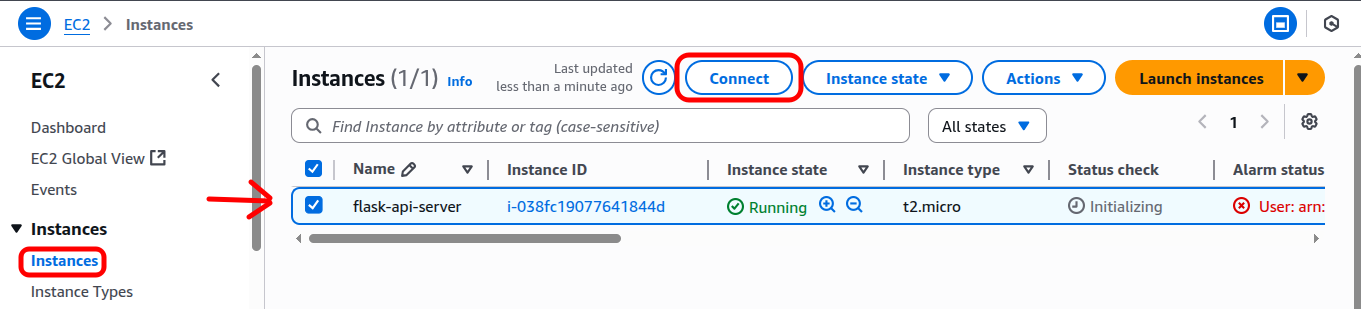 EC2 > Instances
EC2
Dashboard
EC2 Global View
Events
Instances
Instances
Instance Types
Instances (1/1) Info
Last updated
less than a minute ago
Connect
Instance state
Actions
Launch instances
Find Instance by attribute or tag (case-sensitive)
All states
1
Name Instance ID Instance state Instance type Status check Alarm status
flask-api-server i-038fc19077641844d Running t2.micro Initializing User: arn: